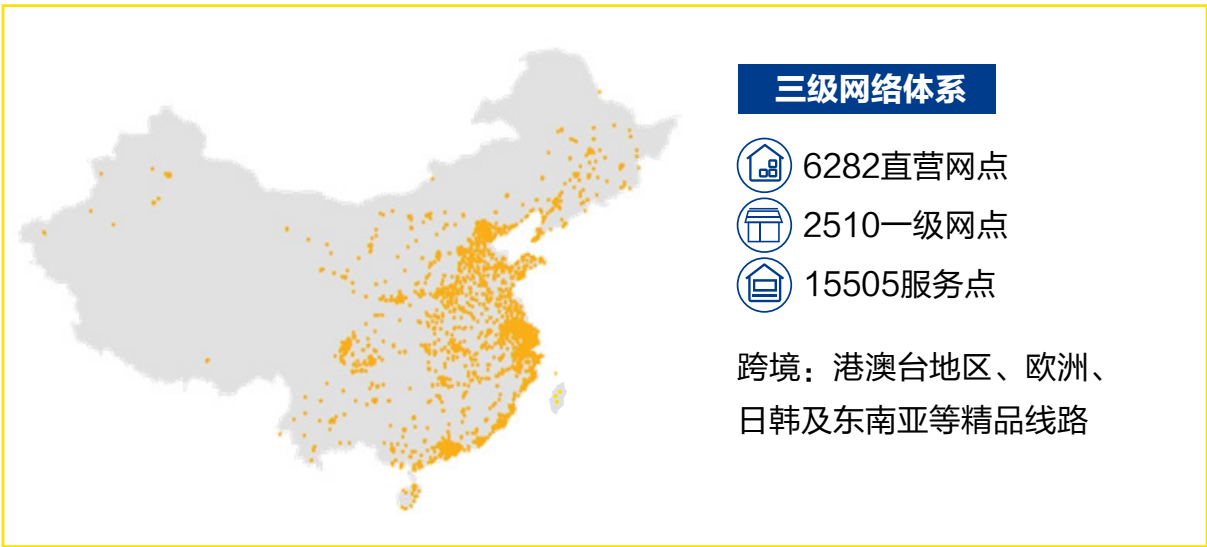 三级网络体系
6282直营网点
2510一级网点
15505服务点
跨境：港澳台地区、欧洲、
日韩及东南亚等精品线路